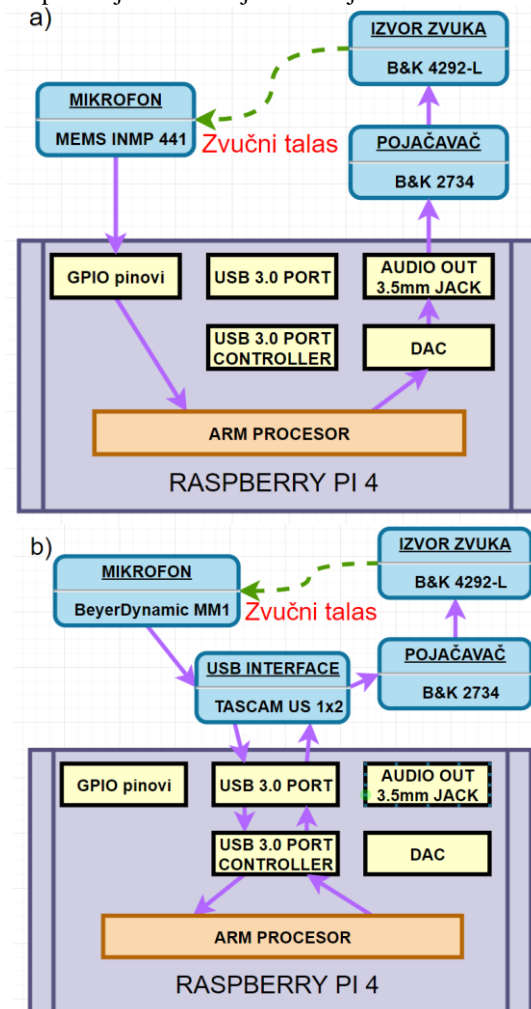 a)
IZVOR ZVUKA
B&K 4292-L
MIKROFON
MEMS INMP 441
Zvučni talas
POJAČAVAČ
B&K 2734
GPIO pinovi
USB 3.0 PORT
AUDIO OUT
3.5mm JACK
USB 3.0 PORT
CONTROLLER
DAC
ARM PROCESOR
RASPBERRY PI 4
b)
IZVOR ZVUKA
B&K 4292-L
MIKROFON
BeyerDynamic MM1
Zvučni talas
USB INTERFACE
TASCAM US 1x2
POJAČAVAČ
B&K 2734
GPIO pinovi
USB 3.0 PORT
AUDIO OUT
3.5mm JACK
USB 3.0 PORT
CONTROLLER
DAC
ARM PROCESOR
RASPBERRY PI 4